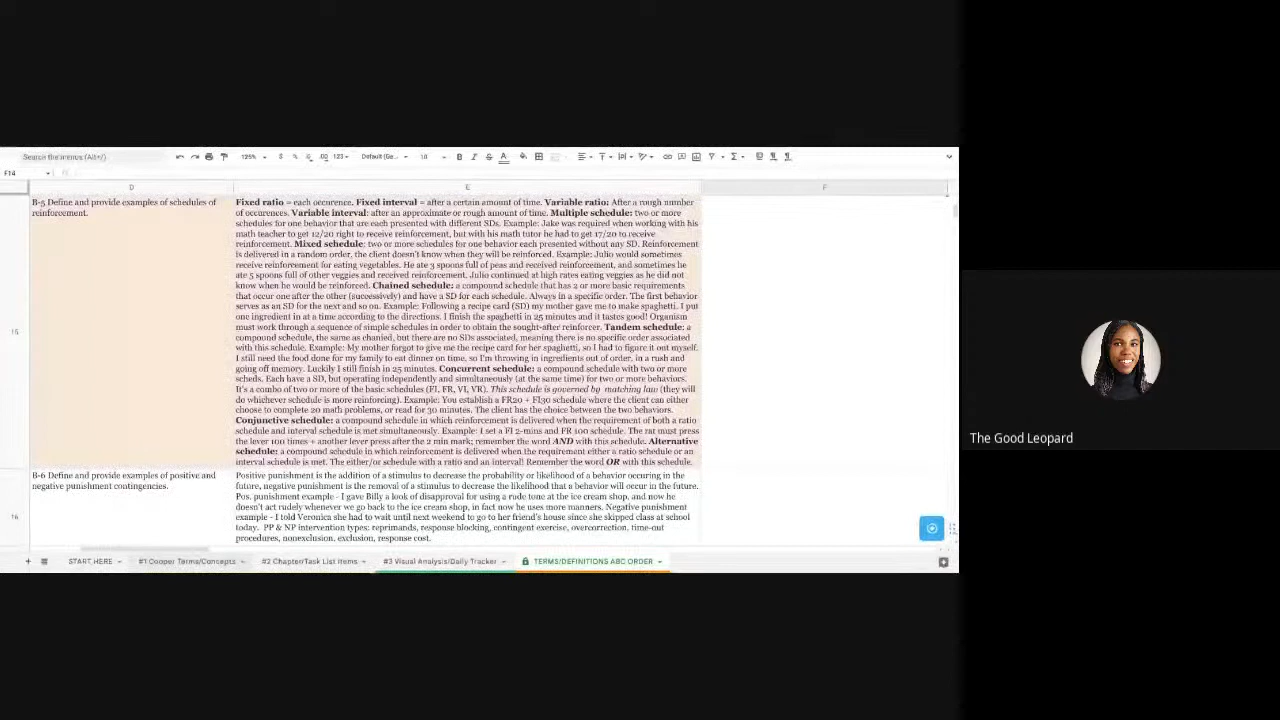 Search the menus (Alt+/)
125%
$ % .0 .00 123
Default (Ge...
10
B I S A
F14
D E F
B-5 Define and provide examples of schedules of
reinforcement.
Fixed ratio = each occurence. Fixed interval = after a certain amount of time. Variable ratio: After a rough number
of occurences. Variable interval: after an approximate or rough amount of time. Multiple schedule: two or more
schedules for one behavior that are each presented with different SDs. Example: Jake was required when working with his
math teacher to get 12/20 right to receive reinforcement, but with his math tutor he had to get 17/20 to receive
reinforcement. Mixed schedule: two or more schedules for one behavior each presented without any SD. Reinforcement
is delivered in a random order, the client doesn't know when they will be reinforced. Example: Julio would sometimes
receive reinforcement for eating vegetables. He ate 3 spoons full of peas and received reinforcement, and sometimes he
ate 5 spoons full of other veggies and received reinforcement. Julio continued at high rates eating veggies as he did not
know when he would be reinforced. Chained schedule: a compound schedule that has 2 or more basic requirements
that occur one after the other (successively) and have a SD for each schedule. Always in a specific order. The first behavior
serves as an SD for the next and so on. Example: Following a recipe card (SD) my mother gave me to make spaghetti. I put
one ingredient in at a time according to the directions. I finish the spaghetti in 25 minutes and it tastes good! Organism
must work through a sequence of simple schedules in order to obtain the sought-after reinforcer. Tandem schedule: a
compound schedule, the same as chanied, but there are no SDs associated, meaning there is no specific order associated
with this schedule. Example: My mother forgot to give me the recipe card for her spaghetti, so I had to figure it out myself.
I still need the food done for my family to eat dinner on time, so I'm throwing in ingredients out of order, in a rush and
going off memory. Luckily I still finish in 25 minutes. Concurrent schedule: a compound schedule with two or more
scheds. Each have a SD, but operating independently and simultaneously (at the same time) for two or more behaviors.
It's a combo of two or more of the basic schedules (FI, FR, VI, VR). This schedule is governed by matching law (they will
do whichever schedule is more reinforcing). Example: You establish a FR20 + FI30 schedule where the client can either
choose to complete 20 math problems, or read for 30 minutes. The client has the choice between the two behaviors.
Conjunctive schedule: a compound schedule in which reinforcement is delivered when the requirement of both a ratio
schedule and interval schedule is met simultaneously. Example: I set a FI 2-mins and FR 100 schedule. The rat must press
the lever 100 times + another lever press after the 2 min mark; remember the word AND with this schedule. Alternative
schedule: a compound schedule in which reinforcement is delivered when the requirement either a ratio schedule or an
interval schedule is met. The either/or schedule with a ratio and an interval! Remember the word OR with this schedule.
15
B-6 Define and provide examples of positive and
negative punishment contingencies.
Positive punishment is the addition of a stimulus to decrease the probability or likelihood of a behavior occuring in the
future, negative punishment is the removal of a stimulus to decrease the likelihood that a behavior will occur in the future.
Pos. punishment example - I gave Billy a look of disapproval for using a rude tone at the ice cream shop, and now he
doesn't act rudely whenever we go back to the ice cream shop, in fact now he uses more manners. Negative punishment
example - I told Veronica she had to wait until next weekend to go to her friend's house since she skipped class at school
today. PP & NP intervention types: reprimands, response blocking, contingent exercise, overcorrection, time-out
procedures, nonexclusion, exclusion, response cost.
16
START HERE
#1 Cooper Terms/Concepts
#2 Chapter/Task List Items
#3 Visual Analysis/Daily Tracker
TERMS/DEFINITIONS ABC ORDER
The Good Leopard